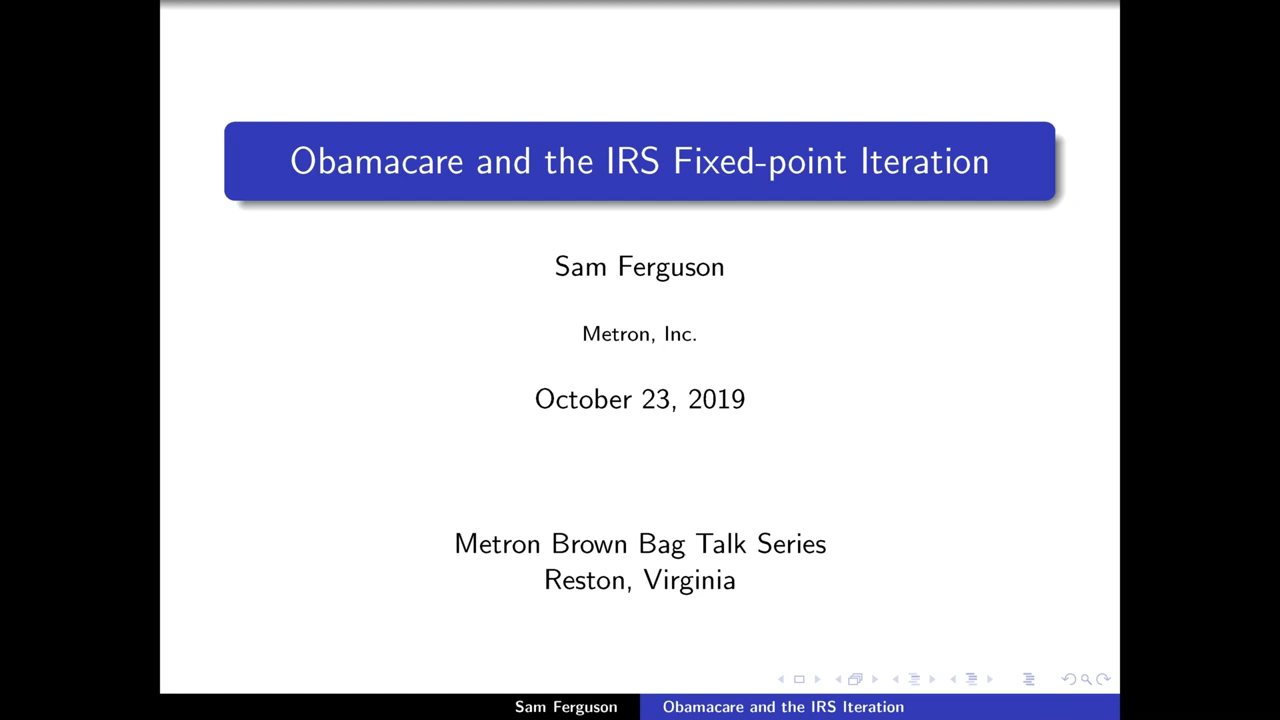 Obamacare and the IRS Fixed-point Iteration
Sam Ferguson
Metron, Inc.
October 23, 2019
Metron Brown Bag Talk Series
Reston, Virginia
Sam Ferguson
Obamacare and the IRS Iteration